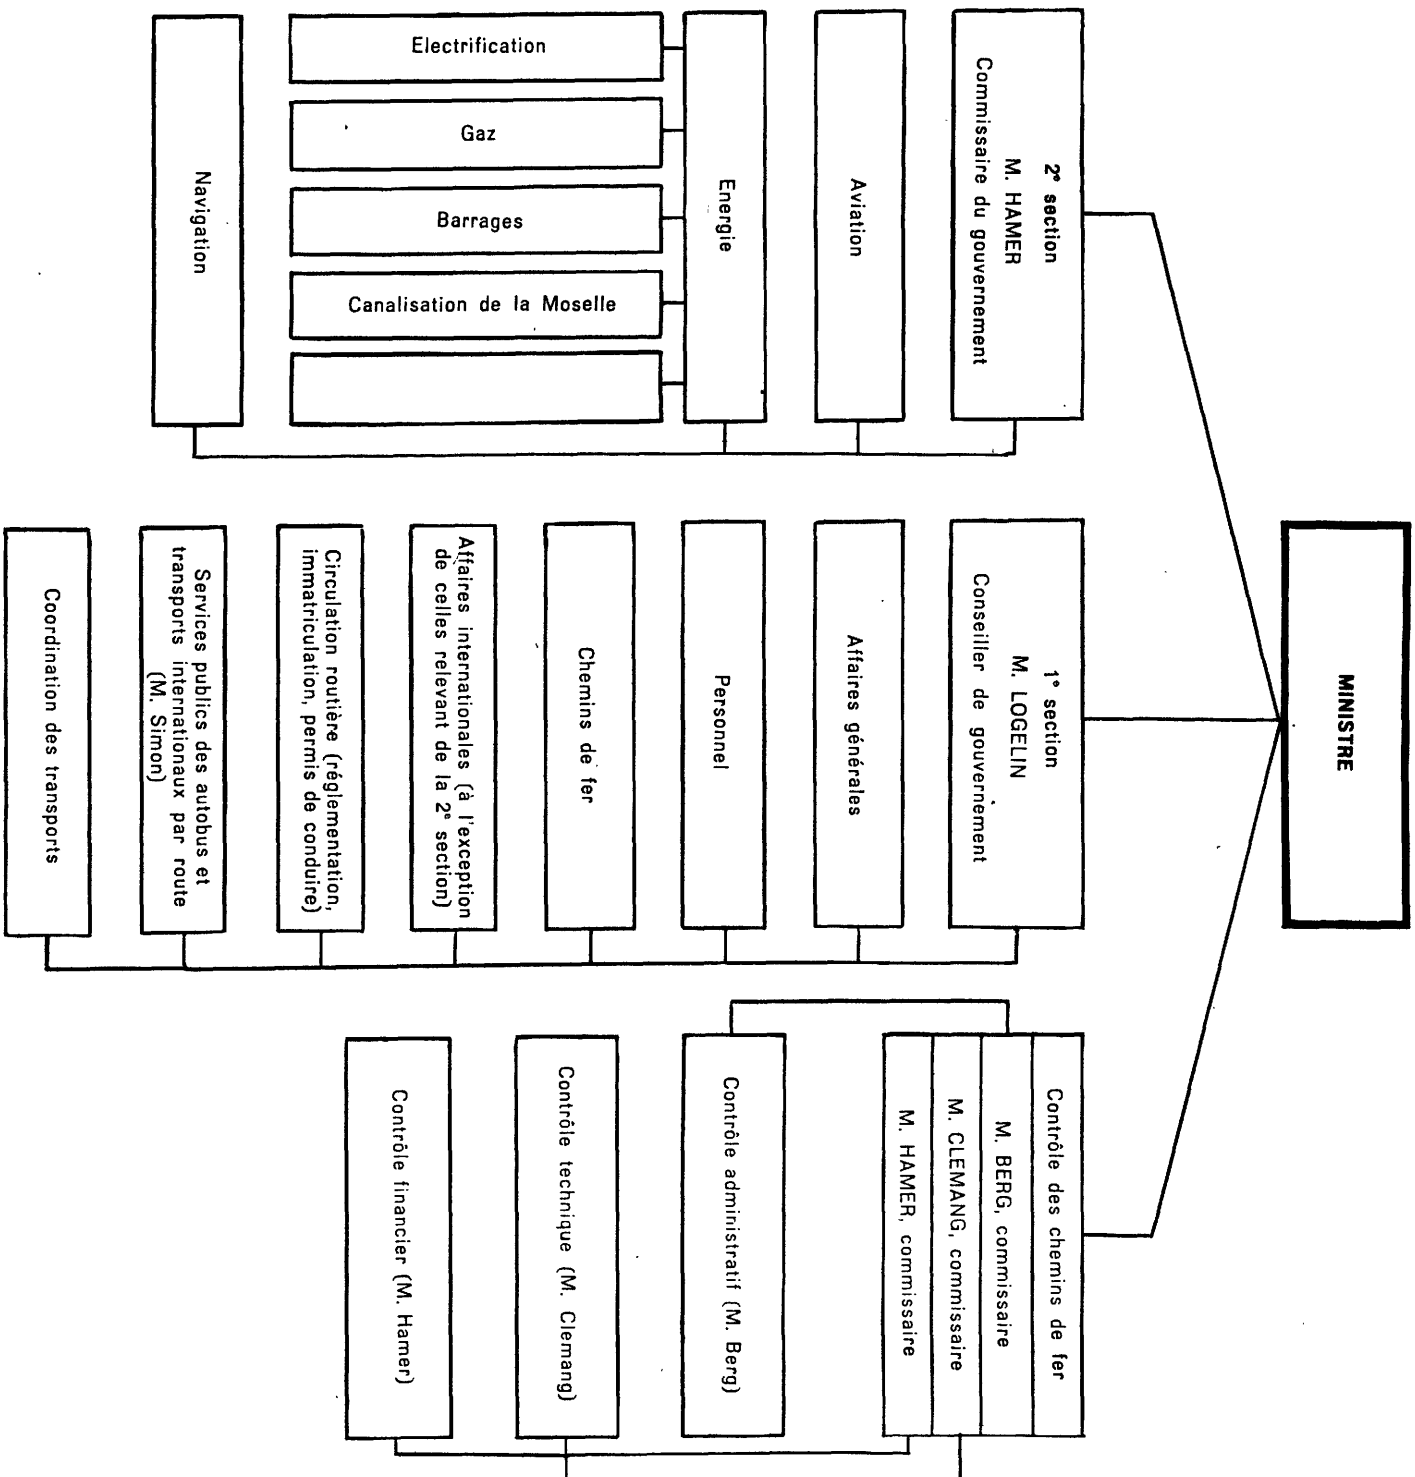 MINISTRE
2e section
M. HAMER
Commissaire du gouvernement
Aviation
Energie
Electrification
Gaz
Barrages
Canalisation de la Moselle
Navigation
1e section
M. LOGELIN
Conseiller de gouvernement
Affaires générales
Personnel
Chemins de fer
Affaires internationales (à l'exception
de celles relevant de la 2e section)
Circulation routière (réglementation,
immatriculation, permis de conduire)
Services publics des autobus et
transports internationaux par route
(M. Simon)
Coordination des transports
Contrôle des chemins de fer
M. BERG, commissaire
M. CLEMANG, commissaire
M. HAMER, commissaire
Contrôle administratif (M. Berg)
Contrôle technique (M. Clemang)
Contrôle financier (M. Hamer)